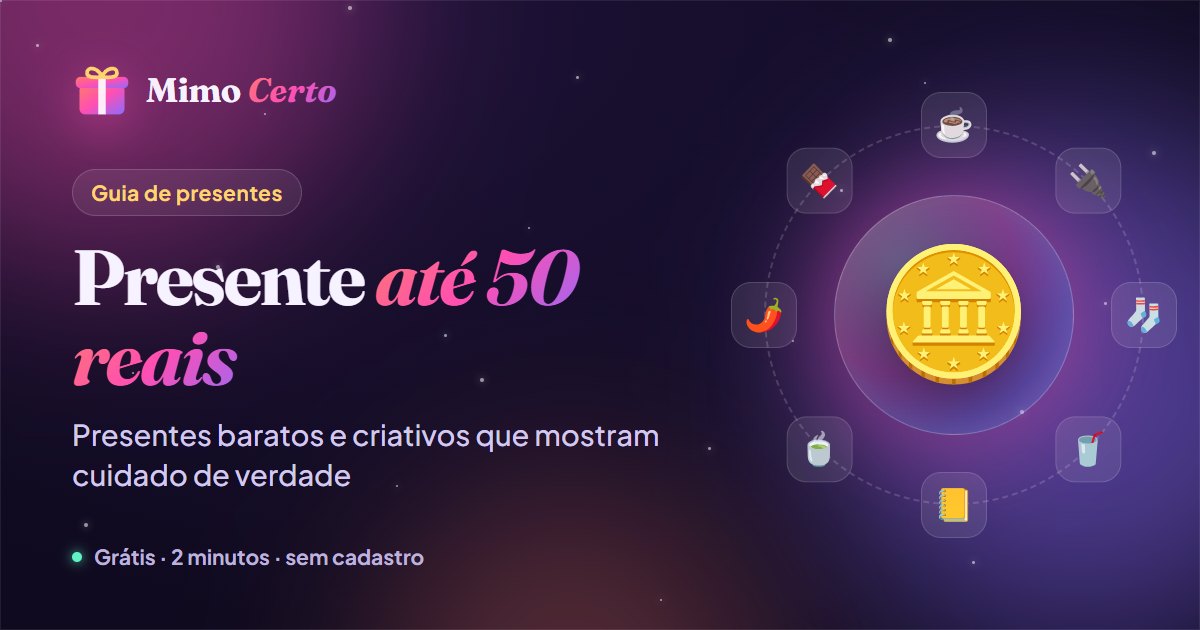 Mimo Certo
Guia de presentes
Presente até 50
reais
Presentes baratos e criativos que mostram
cuidado de verdade
Grátis · 2 minutos · sem cadastro